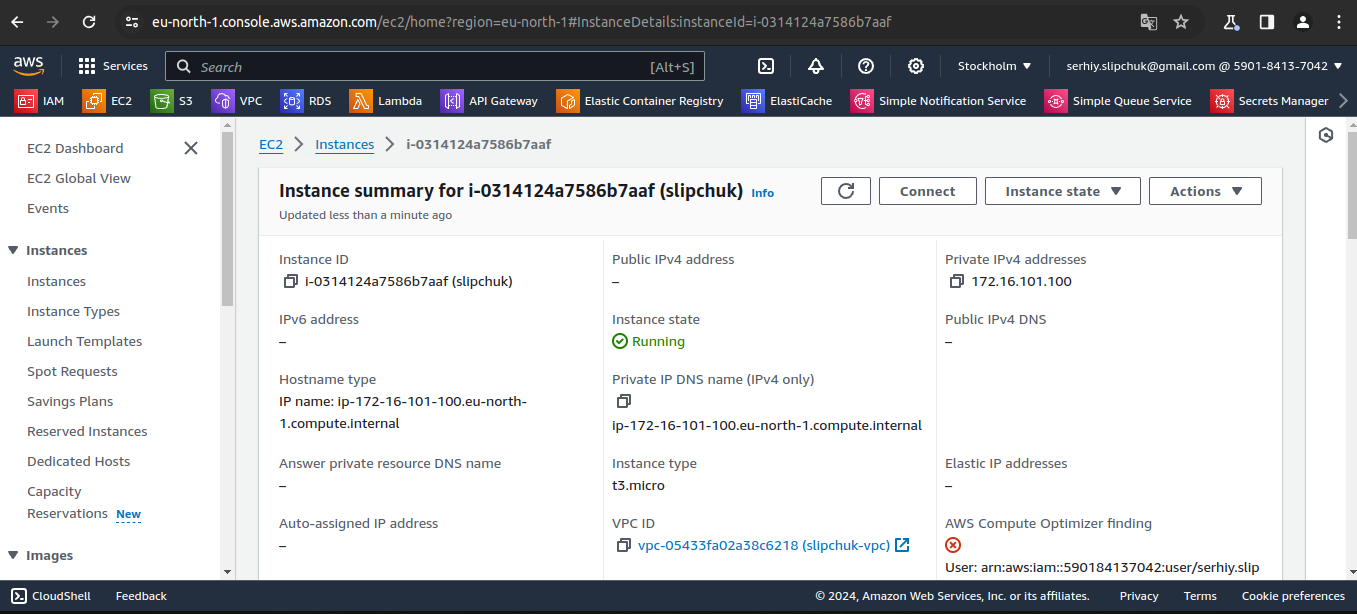 eu-north-1.console.aws.amazon.com/ec2/home?region=eu-north-1#InstanceDetails:instanceId=i-0314124a7586b7aaf
aws
Services
Search
[Alt+S]
Stockholm
serhiy.slipchuk@gmail.com @ 5901-8413-7042
IAM
EC2
S3
VPC
RDS
Lambda
API Gateway
Elastic Container Registry
ElastiCache
Simple Notification Service
Simple Queue Service
Secrets Manager
EC2 Dashboard
EC2 Global View
Events
Instances
Instances
Instance Types
Launch Templates
Spot Requests
Savings Plans
Reserved Instances
Dedicated Hosts
Capacity
Reservations New
Images
EC2 > Instances > i-0314124a7586b7aaf
Instance summary for i-0314124a7586b7aaf (slipchuk) Info
Updated less than a minute ago
Connect
Instance state
Actions
Instance ID
i-0314124a7586b7aaf (slipchuk)
Public IPv4 address
–
Private IPv4 addresses
172.16.101.100
IPv6 address
–
Instance state
Running
Public IPv4 DNS
–
Hostname type
IP name: ip-172-16-101-100.eu-north-
1.compute.internal
Private IP DNS name (IPv4 only)
ip-172-16-101-100.eu-north-1.compute.internal
Answer private resource DNS name
–
Instance type
t3.micro
Elastic IP addresses
–
Auto-assigned IP address
–
VPC ID
vpc-05433fa02a38c6218 (slipchuk-vpc)
AWS Compute Optimizer finding
User: arn:aws:iam::590184137042:user/serhiy.slip
CloudShell
Feedback
© 2024, Amazon Web Services, Inc. or its affiliates.
Privacy
Terms
Cookie preferences